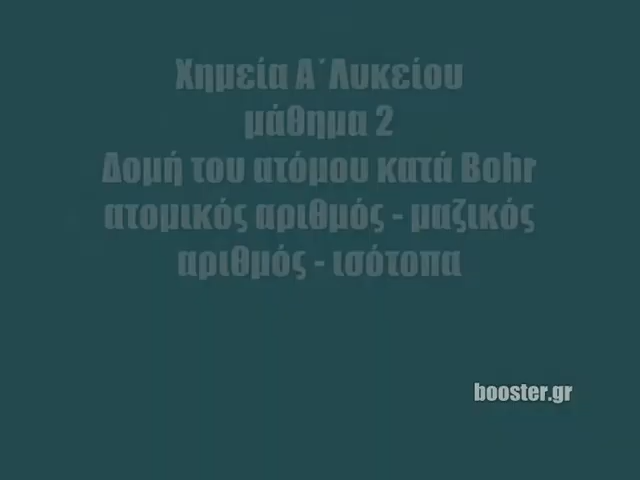 Χημεία Α΄Λυκείου
μάθημα 2
Δομή του ατόμου κατά Bohr
ατομικός αριθμός - μαζικός
αριθμός - ισότοπα
booster.gr